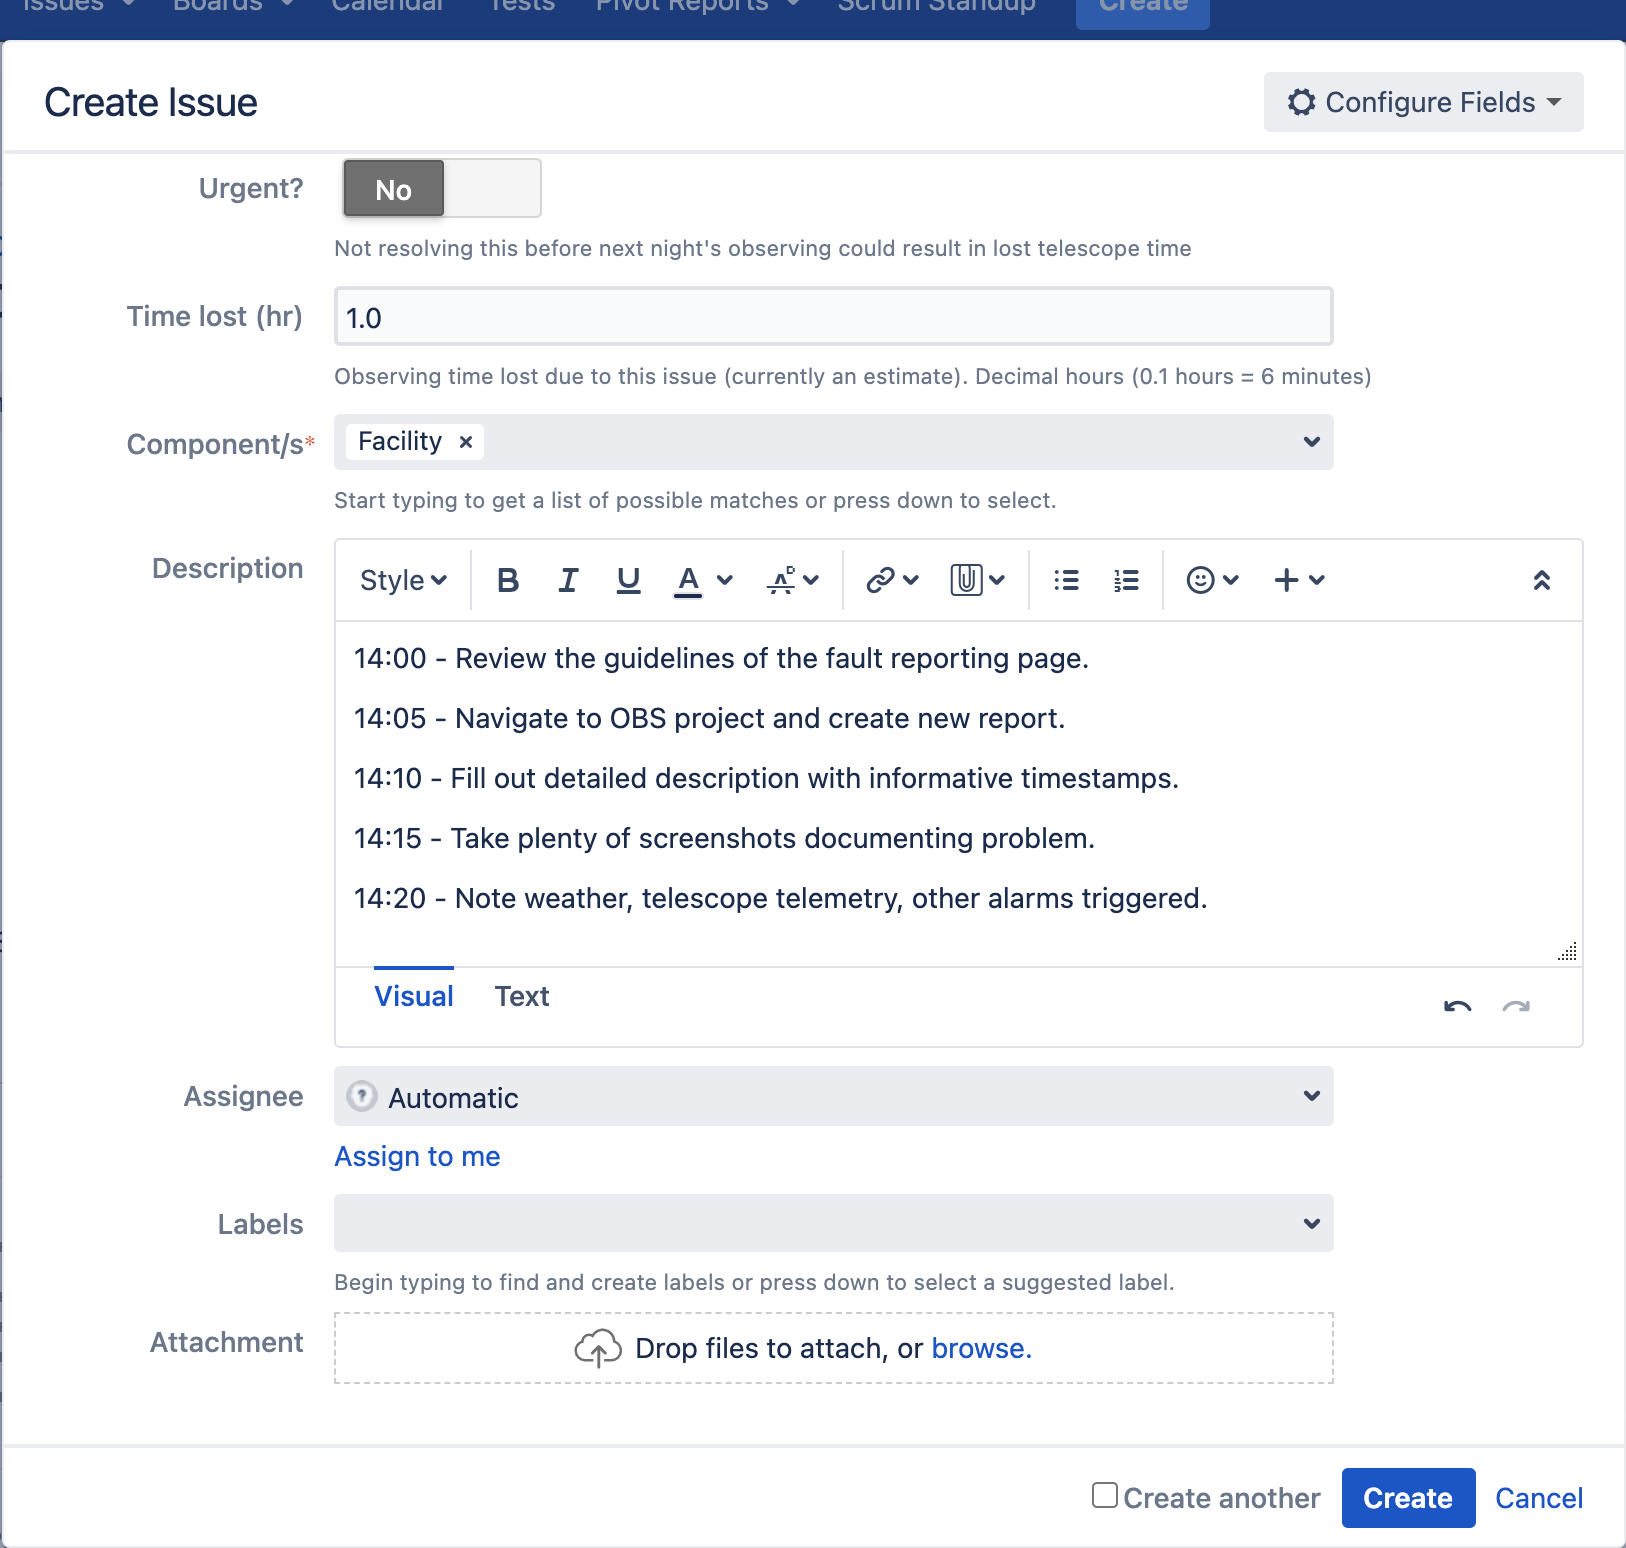 Issues Boards Calendar Tests Pivot Reports Scrum Standup Create
Create Issue
Configure Fields
Urgent?
No
Not resolving this before next night's observing could result in lost telescope time
Time lost (hr)
1.0
Observing time lost due to this issue (currently an estimate). Decimal hours (0.1 hours = 6 minutes)
Component/s*
Facility ×
Start typing to get a list of possible matches or press down to select.
Description
Style B I U A
14:00 - Review the guidelines of the fault reporting page.
14:05 - Navigate to OBS project and create new report.
14:10 - Fill out detailed description with informative timestamps.
14:15 - Take plenty of screenshots documenting problem.
14:20 - Note weather, telescope telemetry, other alarms triggered.
Visual Text
Assignee
Automatic
Assign to me
Labels
Begin typing to find and create labels or press down to select a suggested label.
Attachment
Drop files to attach, or browse.
Create another Create Cancel